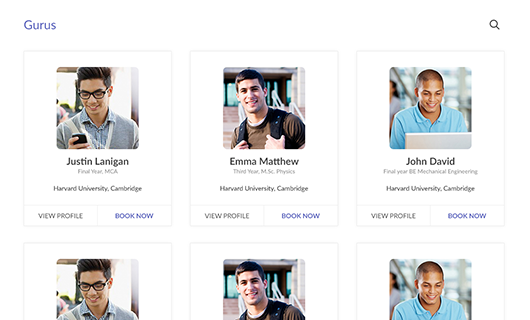 Gurus
Justin Lanigan
Final Year, MCA
Harvard University, Cambridge
VIEW PROFILE
BOOK NOW
Emma Matthew
Third Year, M.Sc. Physics
Harvard University, Cambridge
VIEW PROFILE
BOOK NOW
John David
Final year BE Mechanical Engineering
Harvard University, Cambridge
VIEW PROFILE
BOOK NOW